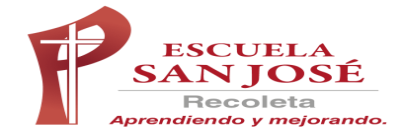 ESCUELA
SAN JOSÉ
Recoleta
Aprendiendo y mejorando.